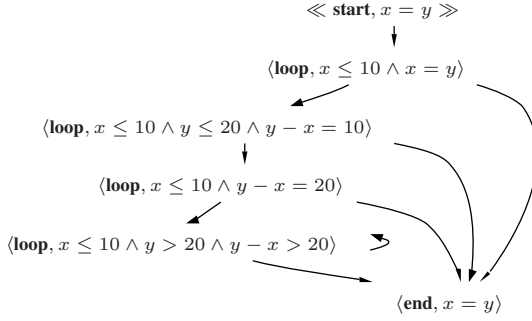 ≪ start, x = y ≫
⟨loop, x ≤ 10 ∧ x = y⟩
⟨loop, x ≤ 10 ∧ y ≤ 20 ∧ y − x = 10⟩
⟨loop, x ≤ 10 ∧ y − x = 20⟩
⟨loop, x ≤ 10 ∧ y > 20 ∧ y − x > 20⟩
⟨end, x = y⟩